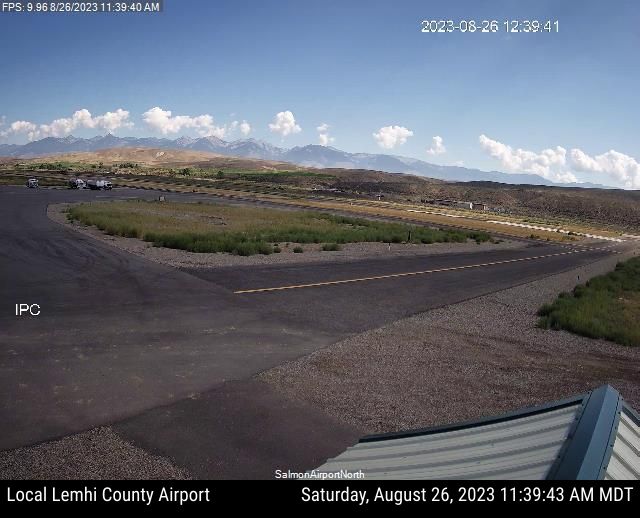 FPS: 9.96 8/26/2023 11:39:40 AM
2023-08-26 12:39:41
IPC
SalmonAirportNorth
Local Lemhi County Airport
Saturday, August 26, 2023 11:39:43 AM MDT